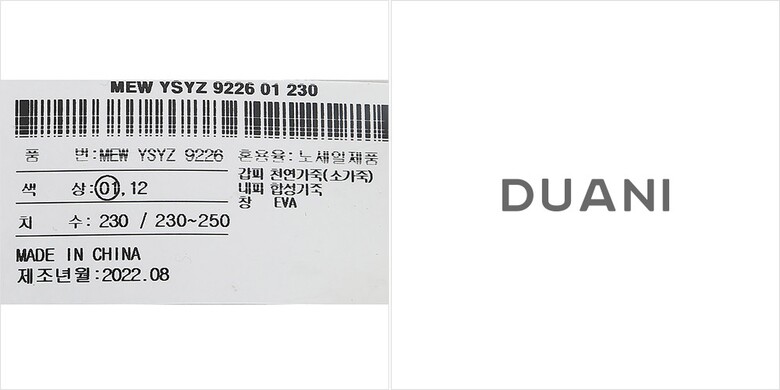 MEW YSYZ 9226 01 230
품 번:MEW YSYZ 9226
혼용율:노세일제품
색 상:01,12
갑피 천연가죽(소가죽)
내피 합성가죽
창 EVA
치 수:230 / 230~250
MADE IN CHINA
제조년월:2022.08
DUANI